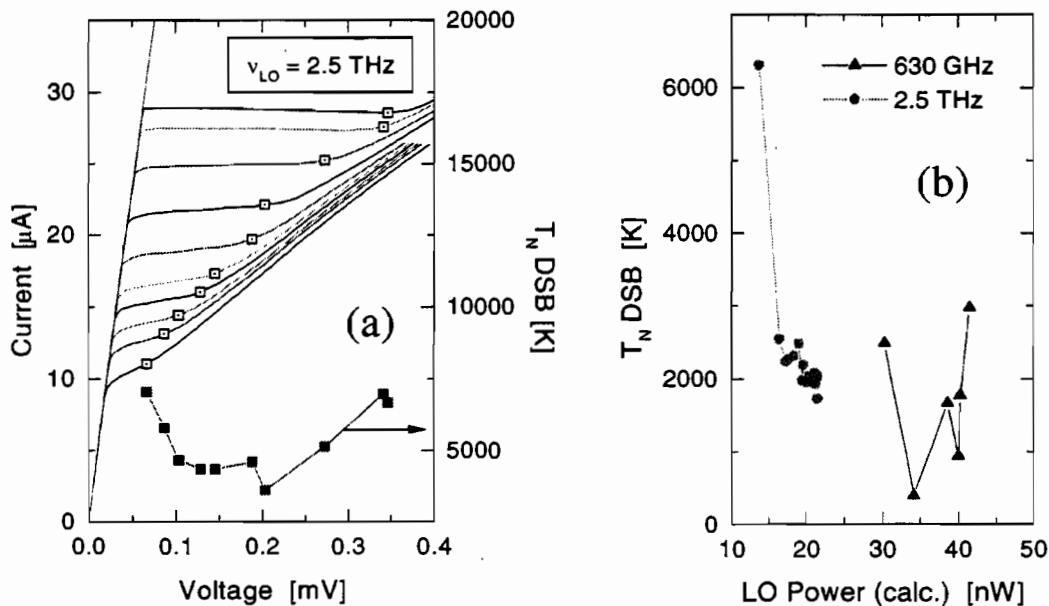 ν_LO = 2.5 THz
20000
15000
10000
5000
30
20
10
0
0.0 0.1 0.2 0.3 0.4
Current [μA]
Voltage [mV]
T_N DSB [K]
(a)
630 GHz
2.5 THz
6000
4000
2000
0
10 20 30 40 50
T_N DSB [K]
LO Power (calc.) [nW]
(b)